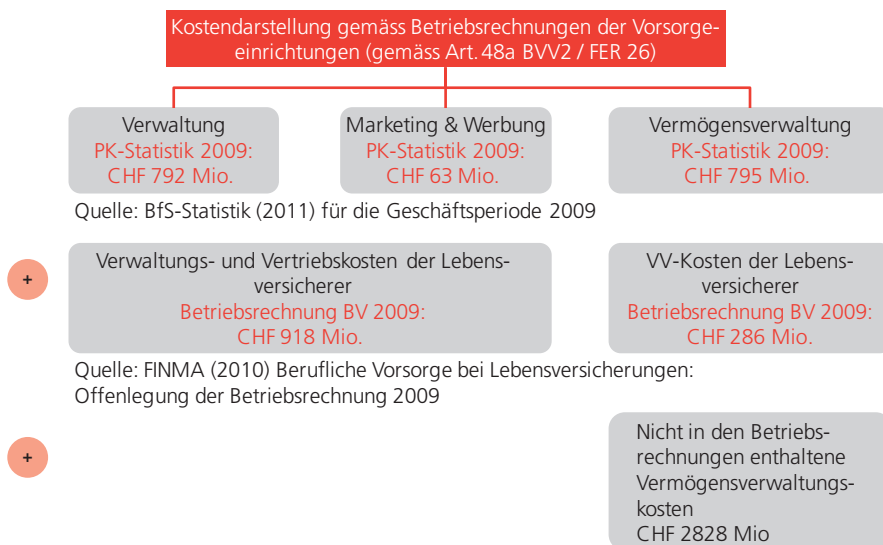 Kostendarstellung gemäss Betriebsrechnungen der Vorsorge-
einrichtungen (gemäss Art. 48a BVV2 / FER 26)
Verwaltung
PK-Statistik 2009:
CHF 792 Mio.
Marketing & Werbung
PK-Statistik 2009:
CHF 63 Mio.
Vermögensverwaltung
PK-Statistik 2009:
CHF 795 Mio.
Quelle: BfS-Statistik (2011) für die Geschäftsperiode 2009
+
Verwaltungs- und Vertriebskosten der Lebens-
versicherer
Betriebsrechnung BV 2009:
CHF 918 Mio.
VV-Kosten der Lebens-
versicherer
Betriebsrechnung BV 2009:
CHF 286 Mio.
Quelle: FINMA (2010) Berufliche Vorsorge bei Lebensversicherungen:
Offenlegung der Betriebsrechnung 2009
+
Nicht in den Betriebs-
rechnungen enthaltene
Vermögensverwaltungs-
kosten
CHF 2828 Mio